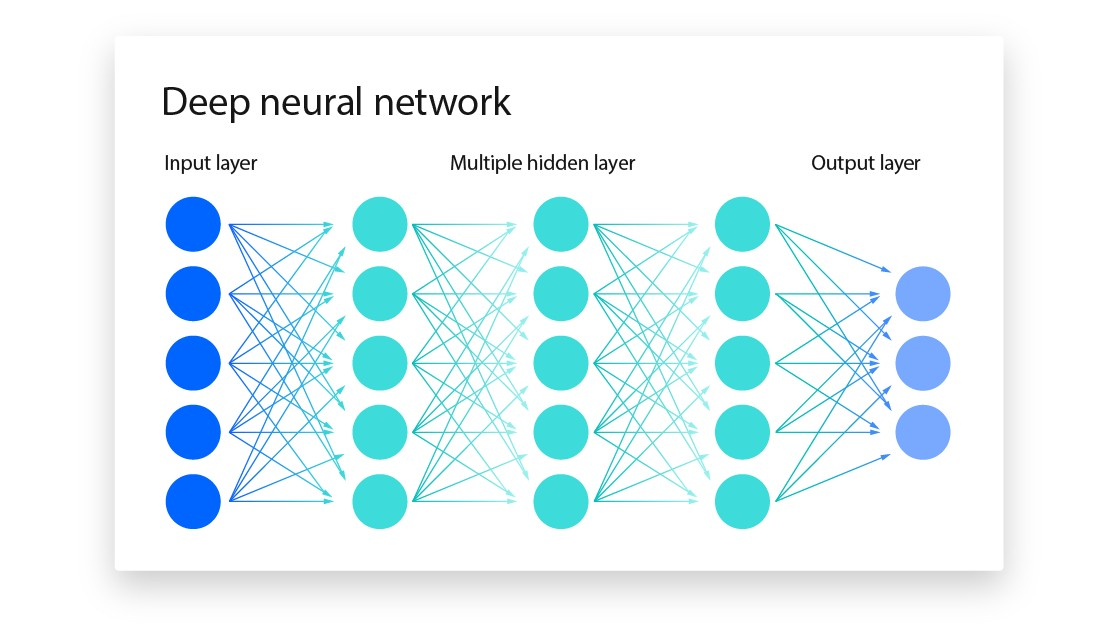 Deep neural network
Input layer
Multiple hidden layer
Output layer